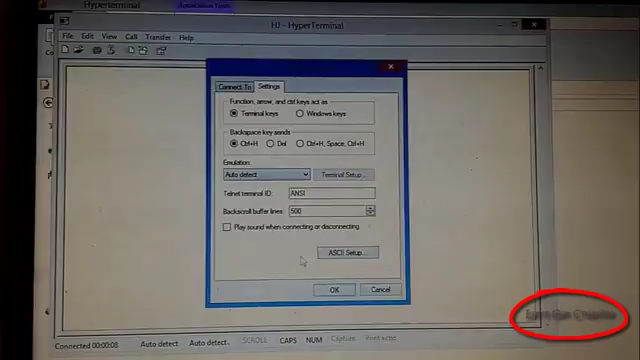 Hyperterminal
Application Tools
HJ - HyperTerminal
File Edit View Call Transfer Help
Connect To Settings
Function, arrow, and ctrl keys act as
Terminal keys Windows keys
Backspace key sends
Ctrl+H Del Ctrl+H, Space, Ctrl+H
Emulation:
Auto detect Terminal Setup...
Telnet terminal ID: ANSI
Backscroll buffer lines: 500
Play sound when connecting or disconnecting
ASCII Setup...
OK Cancel
Connected 00:00:08 Auto detect Auto detect SCROLL CAPS NUM Capture Print echo